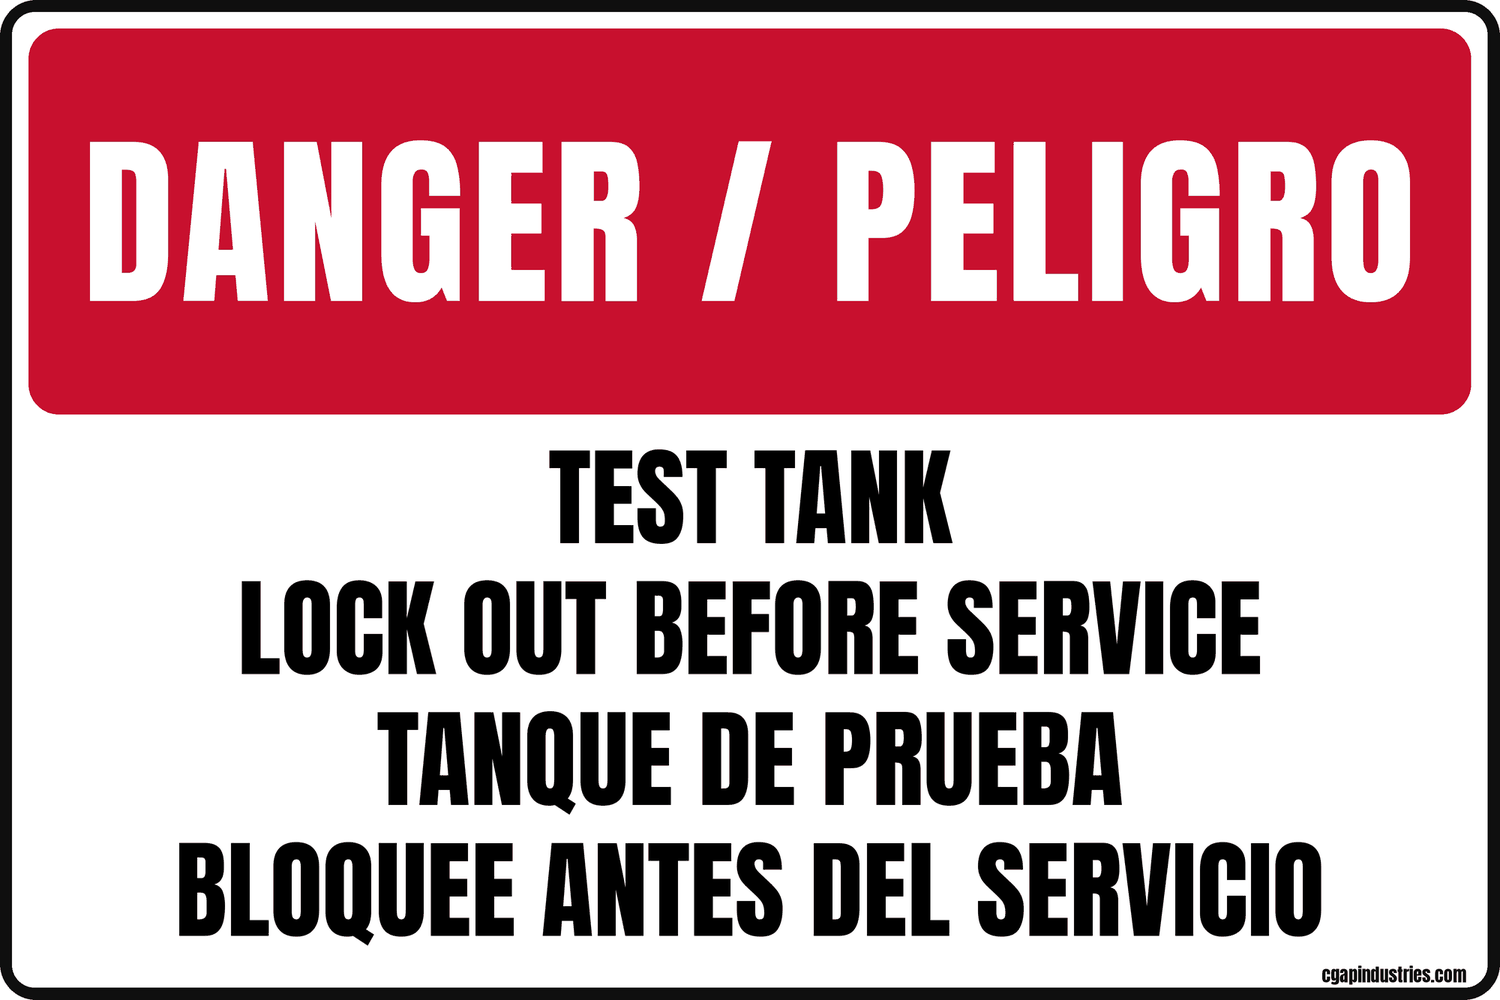 DANGER / PELIGRO
TEST TANK
LOCK OUT BEFORE SERVICE
TANQUE DE PRUEBA
BLOQUEE ANTES DEL SERVICIO
cgapindustries.com